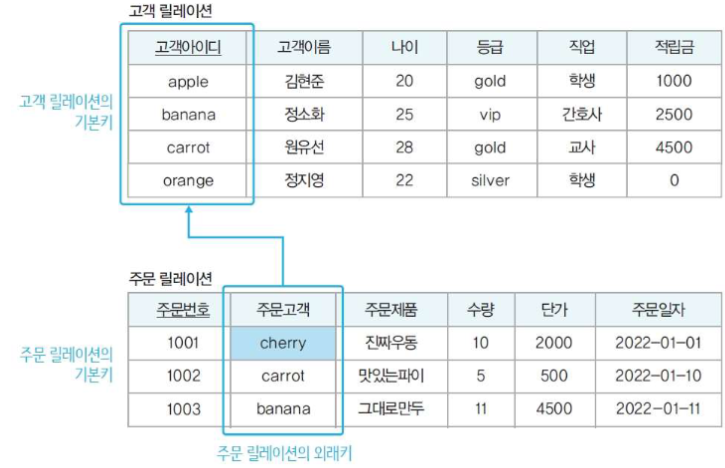 고객 릴레이션
고객아이디 고객이름 나이 등급 직업 적립금
apple 김현준 20 gold 학생 1000
고객 릴레이션의
기본키
banana 정소화 25 vip 간호사 2500
carrot 원유선 28 gold 교사 4500
orange 정지영 22 silver 학생 0
주문 릴레이션
주문번호 주문고객 주문제품 수량 단가 주문일자
1001 cherry 진짜우동 10 2000 2022-01-01
주문 릴레이션의
기본키
1002 carrot 맛있는파이 5 500 2022-01-10
1003 banana 그대로만두 11 4500 2022-01-11
주문 릴레이션의 외래키